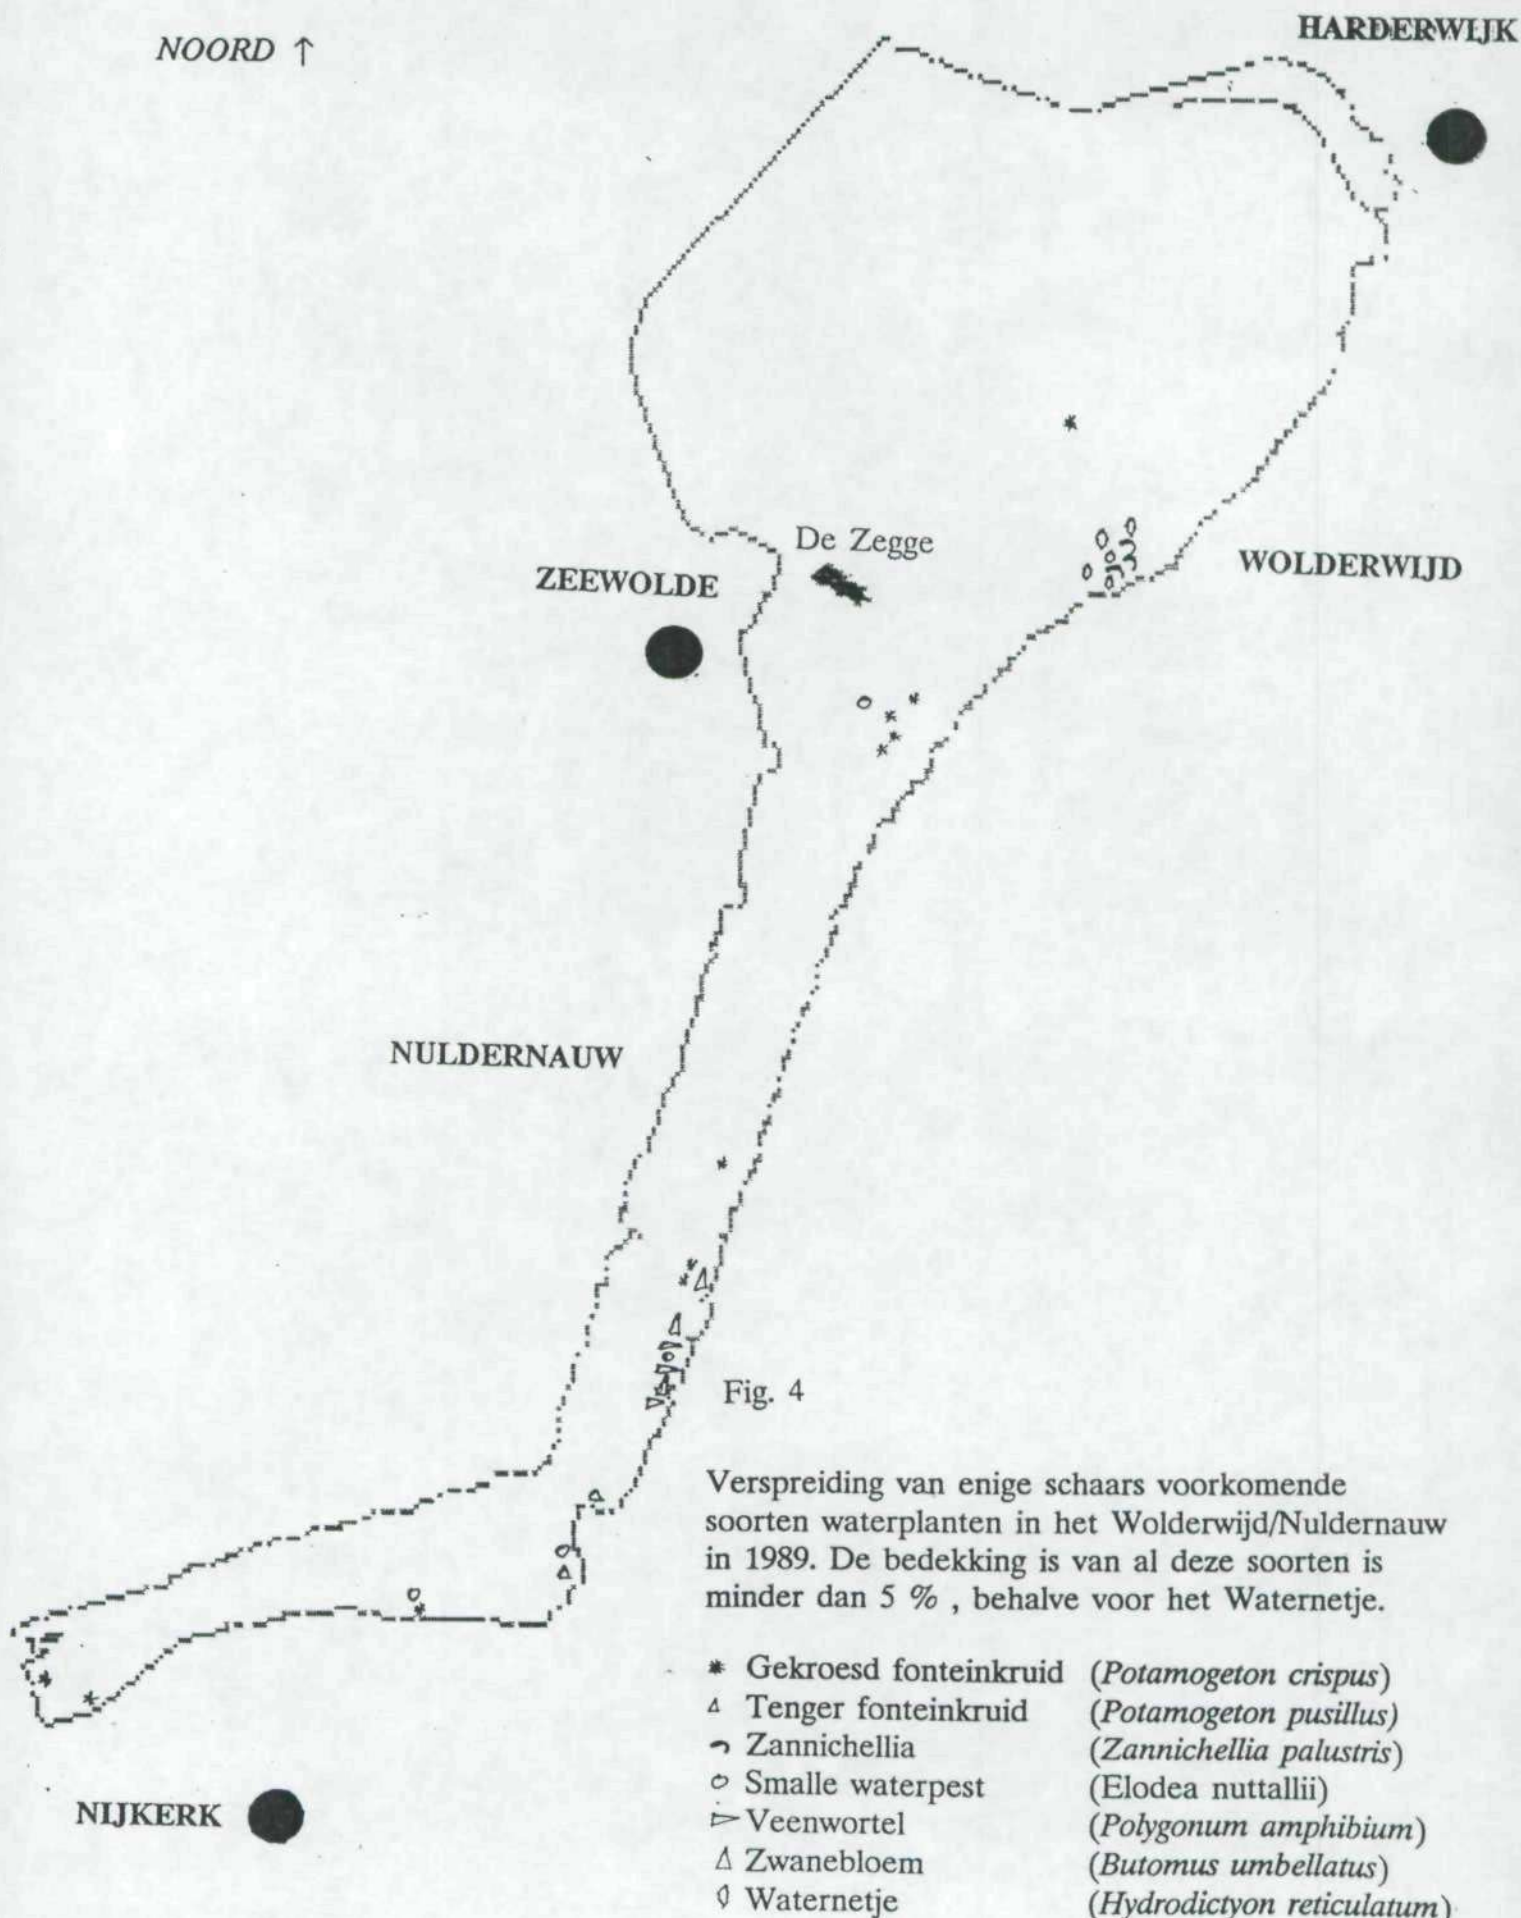 HARDERWIJK
NOORD ↑
De Zegge
ZEEWOLDE
WOLDERWIJD
NULDERNAUW
Fig. 4
Verspreiding van enige schaars voorkomende
soorten waterplanten in het Wolderwijd/Nuldernauw
in 1989. De bedekking is van al deze soorten is
minder dan 5 % , behalve voor het Waternetje.
Gekroesd fonteinkruid (Potamogeton crispus)
Tenger fonteinkruid (Potamogeton pusillus)
Zannichellia (Zannichellia palustris)
Smalle waterpest (Elodea nuttallii)
Veenwortel (Polygonum amphibium)
Zwanebloem (Butomus umbellatus)
Waternetje (Hydrodictyon reticulatum)
NIJKERK